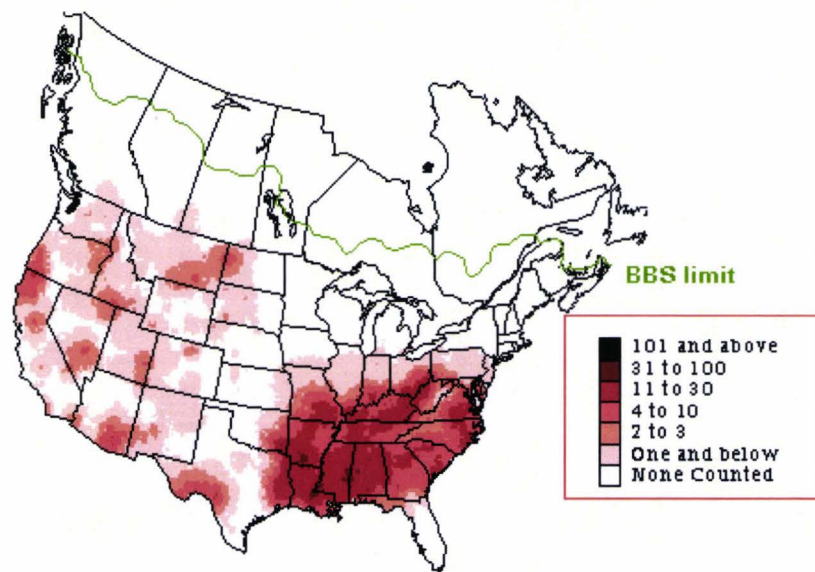 BBS limit
101 and above
31 to 100
11 to 30
4 to 10
2 to 3
One and below
None Counted